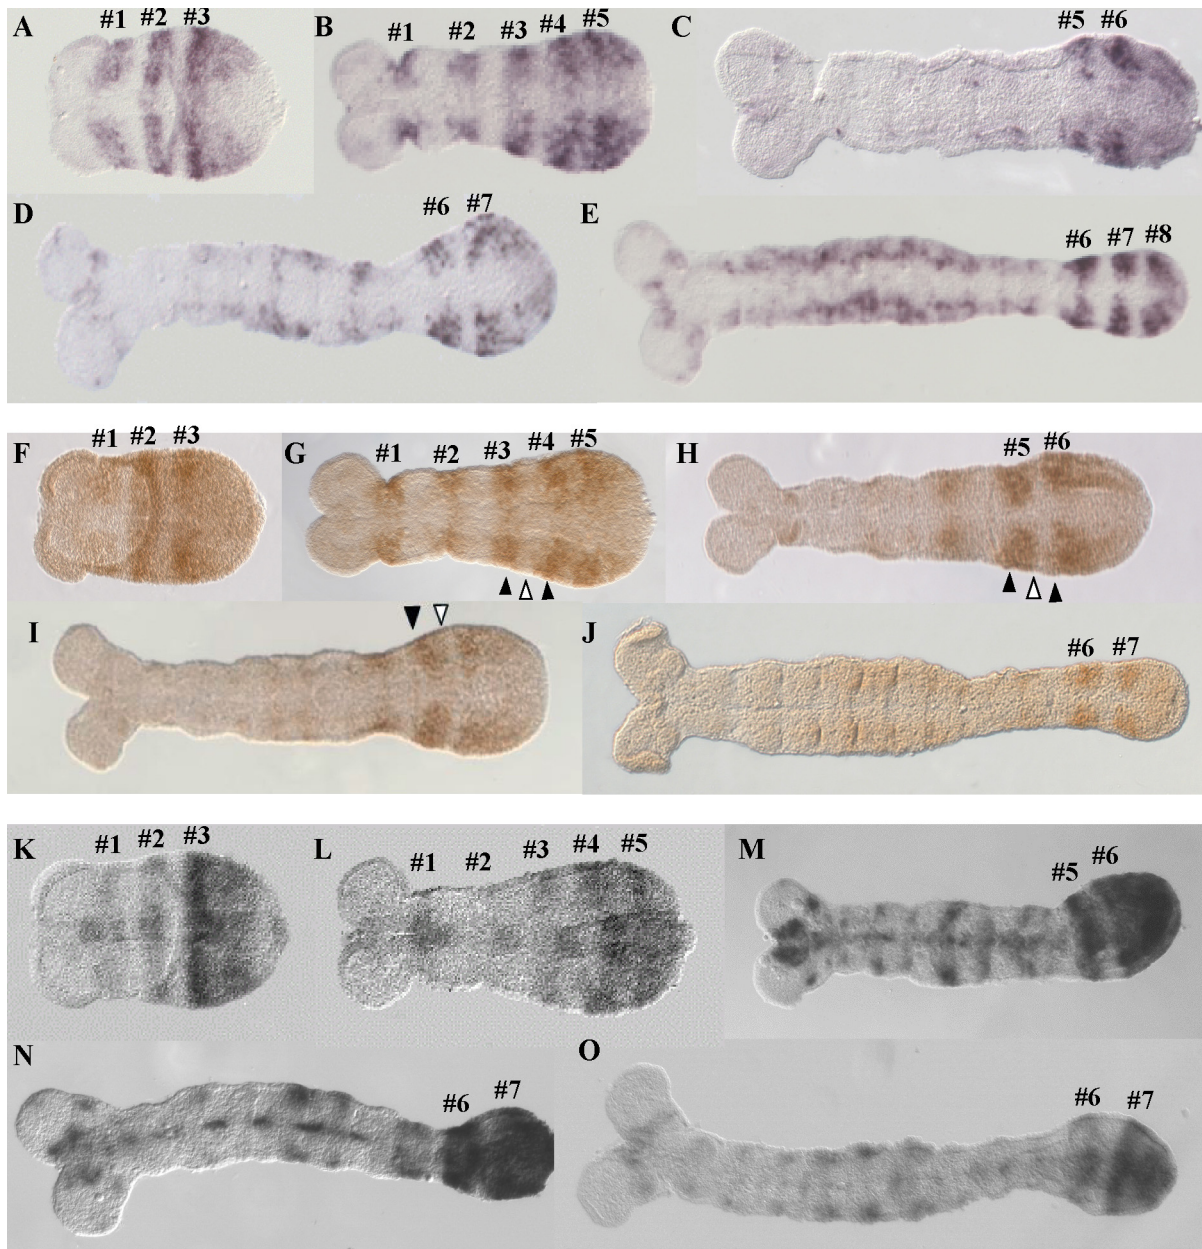 A #1 #2 #3
B #1 #2 #3 #4 #5
C #5 #6
D #6 #7
E #6 #7 #8
F #1 #2 #3
G #1 #2 #3 #4 #5
H #5 #6
I
J #6 #7
K #1 #2 #3
L #1 #2 #3 #4 #5
M #5 #6
N #6 #7
O #6 #7